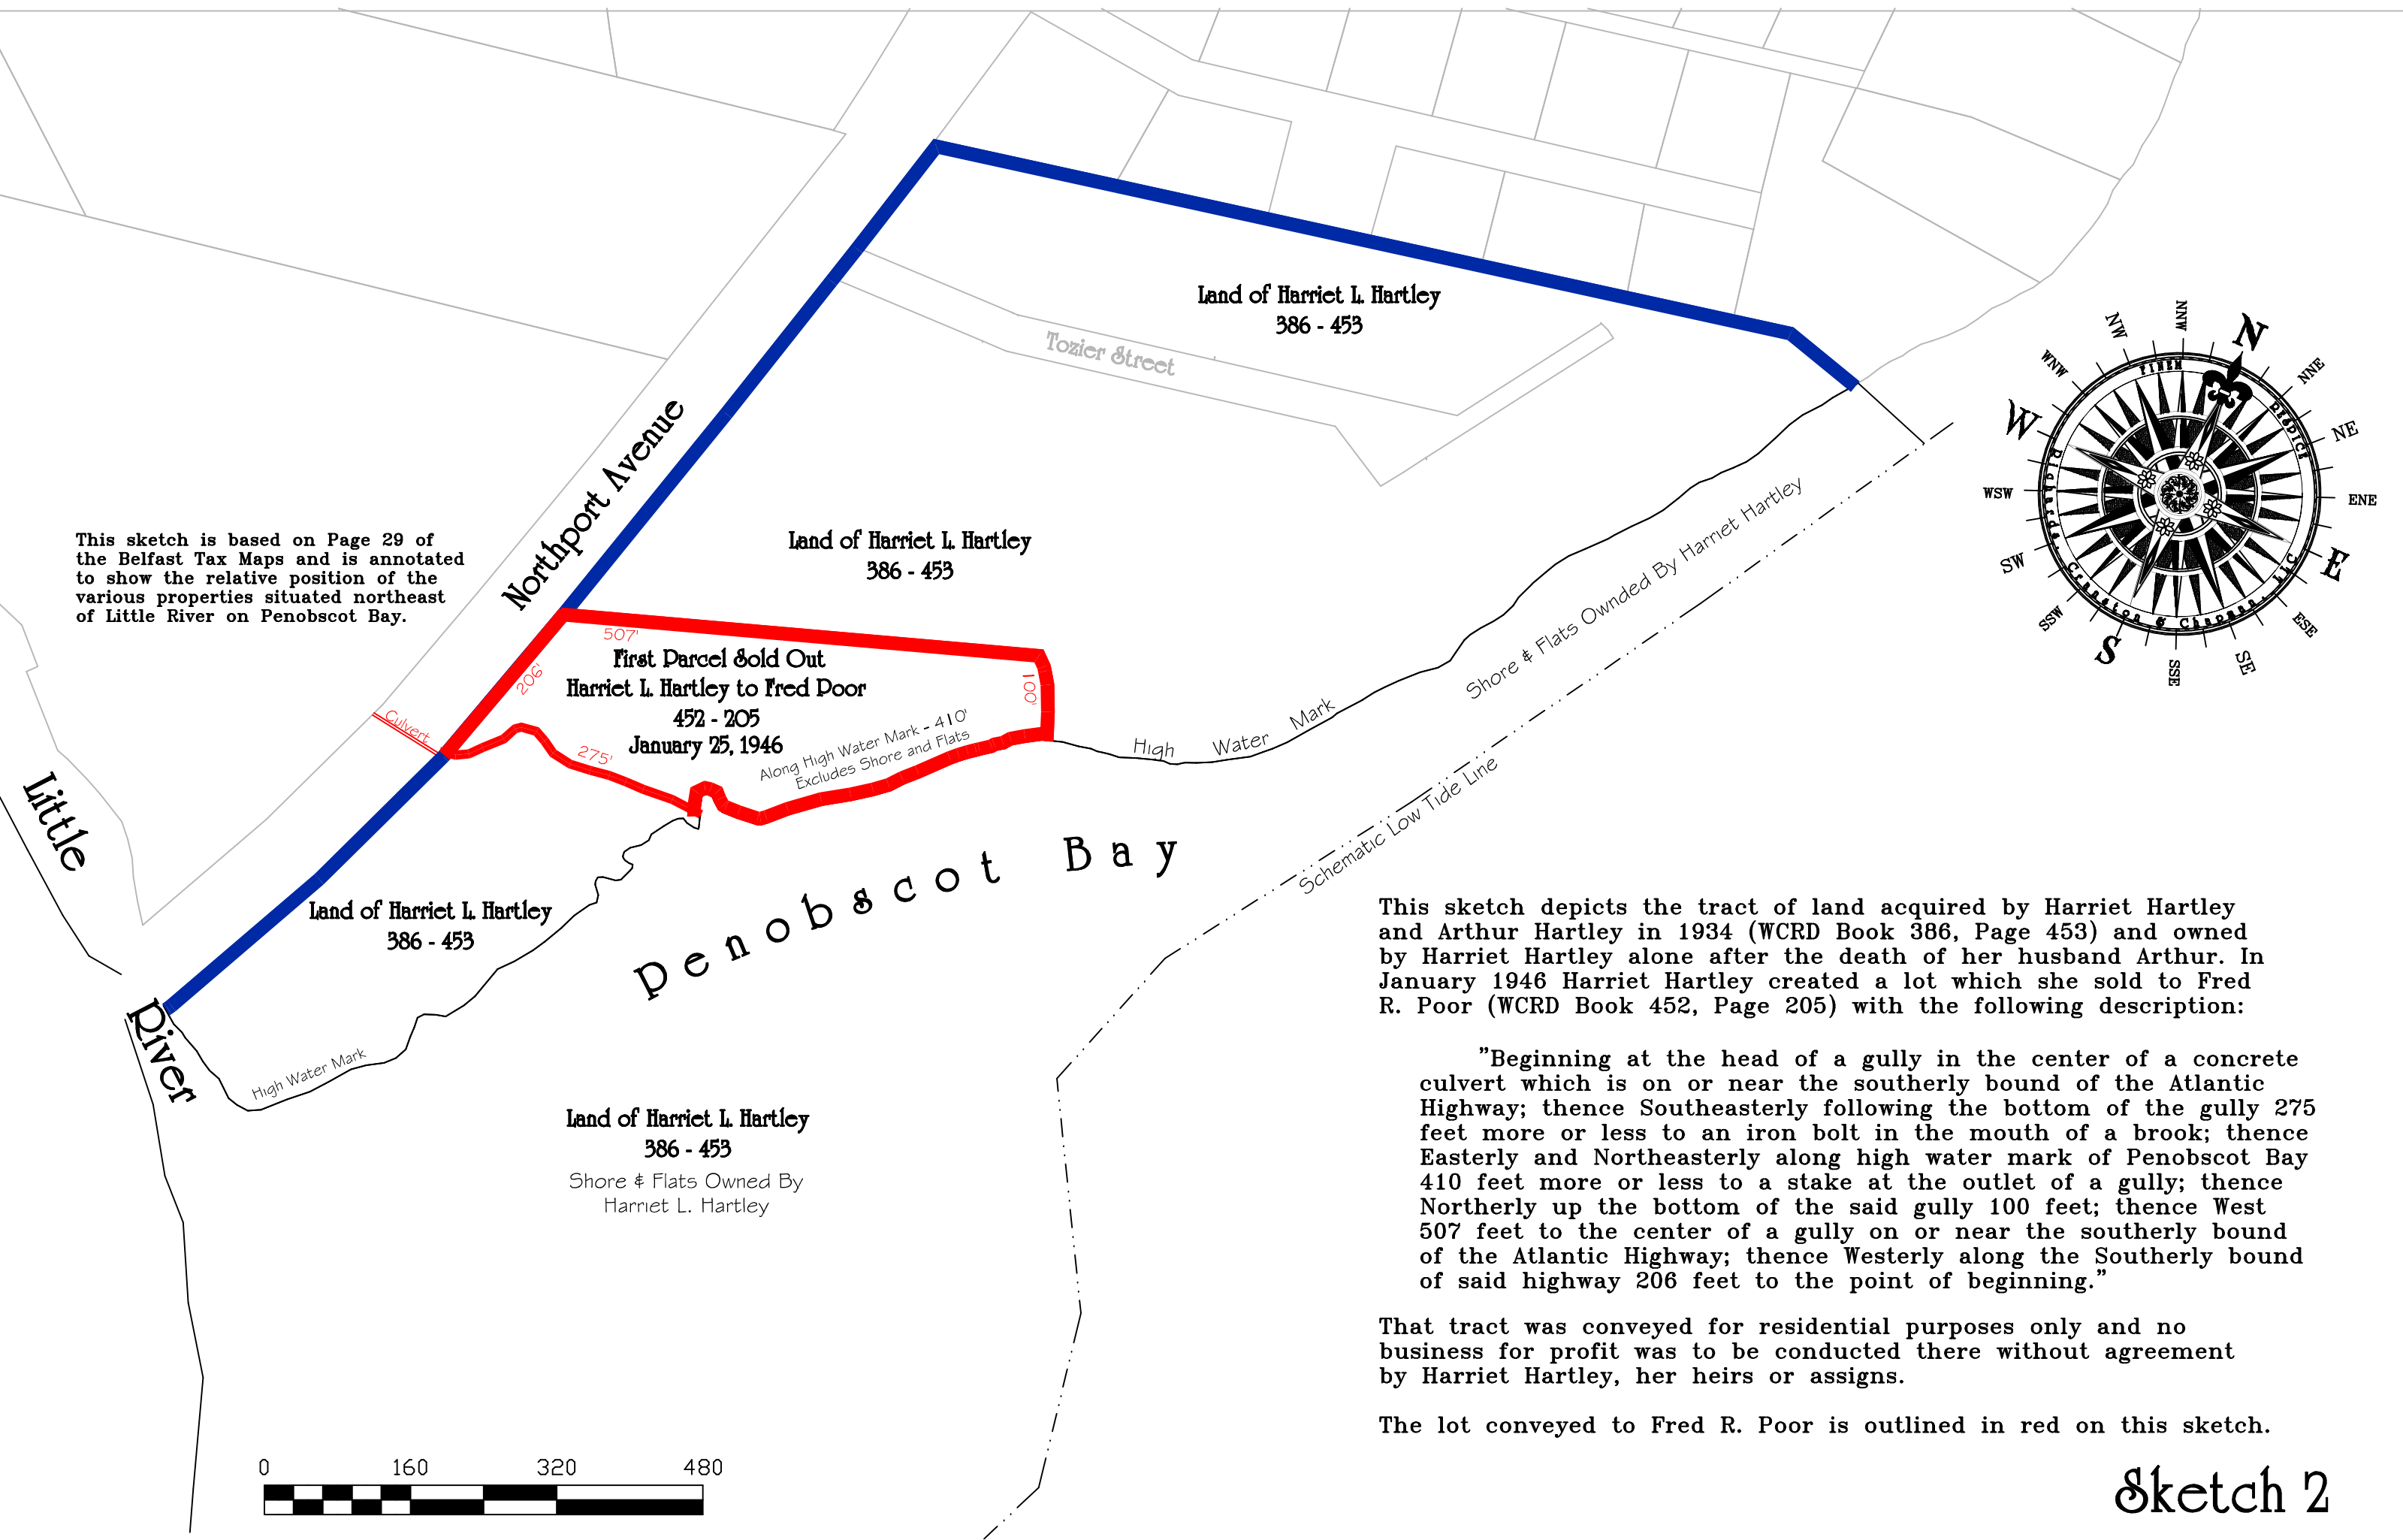 Land of Harriet L. Hartley
386 - 453
Tozier Street
Northport Avenue
Land of Harriet L. Hartley
386 - 453
This sketch is based on Page 29 of
the Belfast Tax Maps and is annotated
to show the relative position of the
various properties situated northeast
of Little River on Penobscot Bay.
507'
206'
100'
275'
Culvert
First Parcel Sold Out
Harriet L. Hartley to Fred Poor
452 - 205
January 25, 1946
Along High Water Mark - 410'
Excludes Shore and Flats
High Water Mark
Shore & Flats Ownded By Harriet Hartley
Schematic Low Tide Line
Penobscot Bay
Little River
Land of Harriet L. Hartley
386 - 453
High Water Mark
Land of Harriet L. Hartley
386 - 453
Shore & Flats Owned By
Harriet L. Hartley
0 160 320 480
N
NNE
NE
ENE
E
ESE
SE
SSE
S
SSW
SW
WSW
W
WNW
NW
NNW
FINEM
RESPICE
Cranston & Chapman, LLC
This sketch depicts the tract of land acquired by Harriet Hartley
and Arthur Hartley in 1934 (WCRD Book 386, Page 453) and owned
by Harriet Hartley alone after the death of her husband Arthur. In
January 1946 Harriet Hartley created a lot which she sold to Fred
R. Poor (WCRD Book 452, Page 205) with the following description:
"Beginning at the head of a gully in the center of a concrete
culvert which is on or near the southerly bound of the Atlantic
Highway; thence Southeasterly following the bottom of the gully 275
feet more or less to an iron bolt in the mouth of a brook; thence
Easterly and Northeasterly along high water mark of Penobscot Bay
410 feet more or less to a stake at the outlet of a gully; thence
Northerly up the bottom of the said gully 100 feet; thence West
507 feet to the center of a gully on or near the southerly bound
of the Atlantic Highway; thence Westerly along the Southerly bound
of said highway 206 feet to the point of beginning."
That tract was conveyed for residential purposes only and no
business for profit was to be conducted there without agreement
by Harriet Hartley, her heirs or assigns.
The lot conveyed to Fred R. Poor is outlined in red on this sketch.
Sketch 2